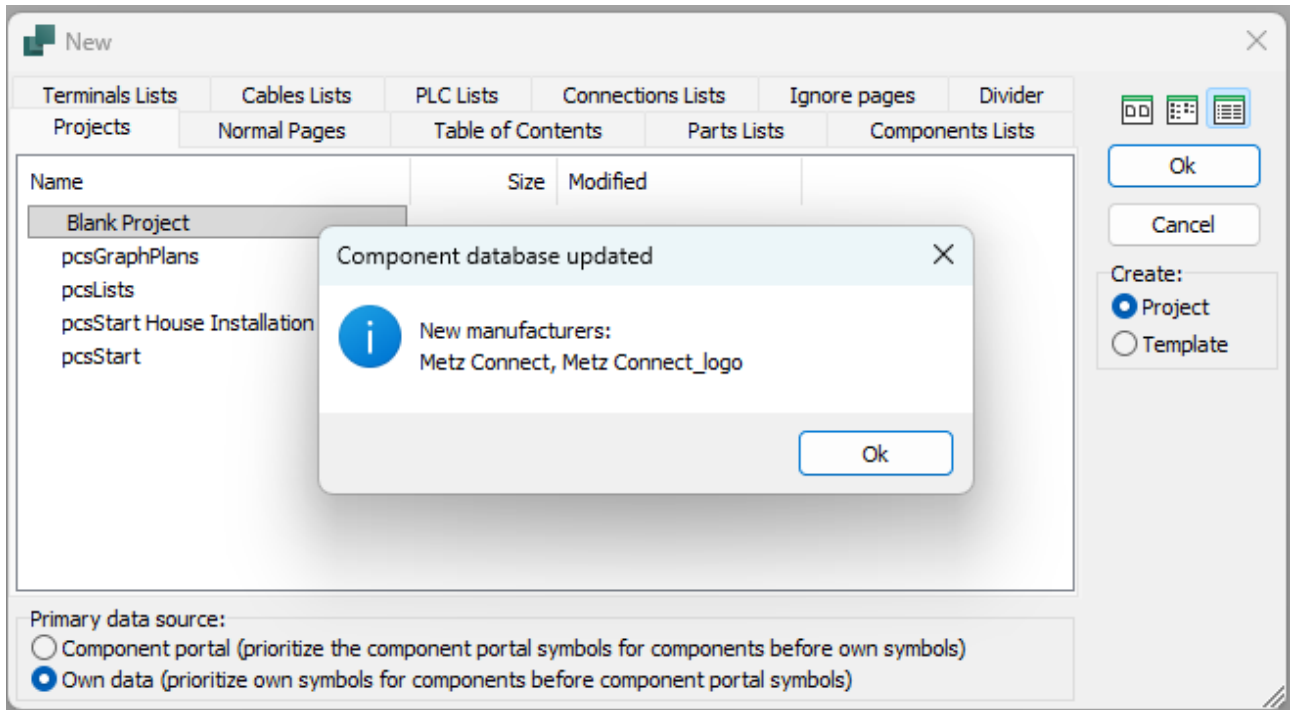 New
Terminals Lists
Cables Lists
PLC Lists
Connections Lists
Ignore pages
Divider
Projects
Normal Pages
Table of Contents
Parts Lists
Components Lists
Name
Size
Modified
Blank Project
pcsGraphPlans
pcsLists
pcsStart House Installation
pcsStart
Component database updated
New manufacturers:
Metz Connect, Metz Connect_logo
Ok
Ok
Cancel
Create:
Project
Template
Primary data source:
Component portal (prioritize the component portal symbols for components before own symbols)
Own data (prioritize own symbols for components before component portal symbols)